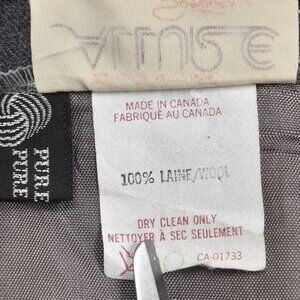 MADE IN CANADA
FABRIQUÉ AU CANADA
100% LAINE/WOOL
DRY CLEAN ONLY
NETTOYER À SEC SEULEMENT
CA-01733
PURE
PURE